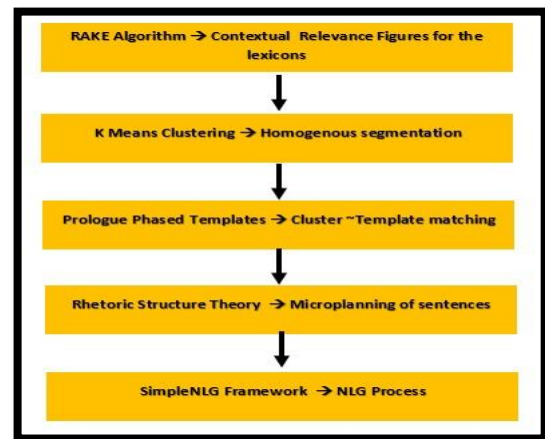 RAKE Algorithm → Contextual Relevance Figures for the
lexicons
K Means Clustering → Homogenous segmentation
Prologue Phased Templates → Cluster ~Template matching
Rhetoric Structure Theory → Microplanning of sentences
SimpleNLG Framework → NLG Process